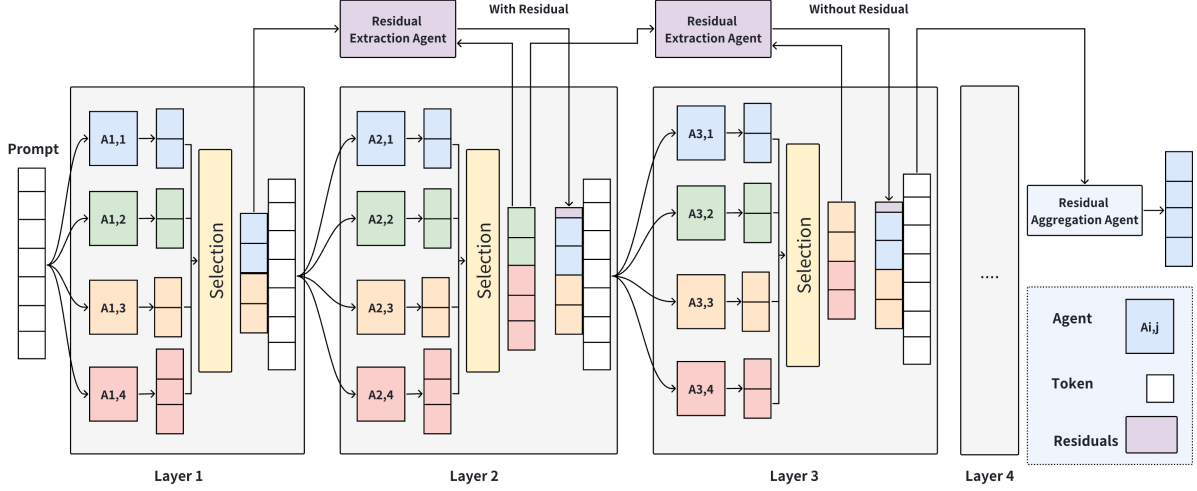 Residual
Extraction Agent
With Residual
Residual
Extraction Agent
Without Residual
Prompt
A1,1
A1,2
A1,3
A1,4
Selection
A2,1
A2,2
A2,3
A2,4
Selection
A3,1
A3,2
A3,3
A3,4
Selection
....
Residual
Aggregation Agent
Agent
Ai,j
Token
Residuals
Layer 1
Layer 2
Layer 3
Layer 4